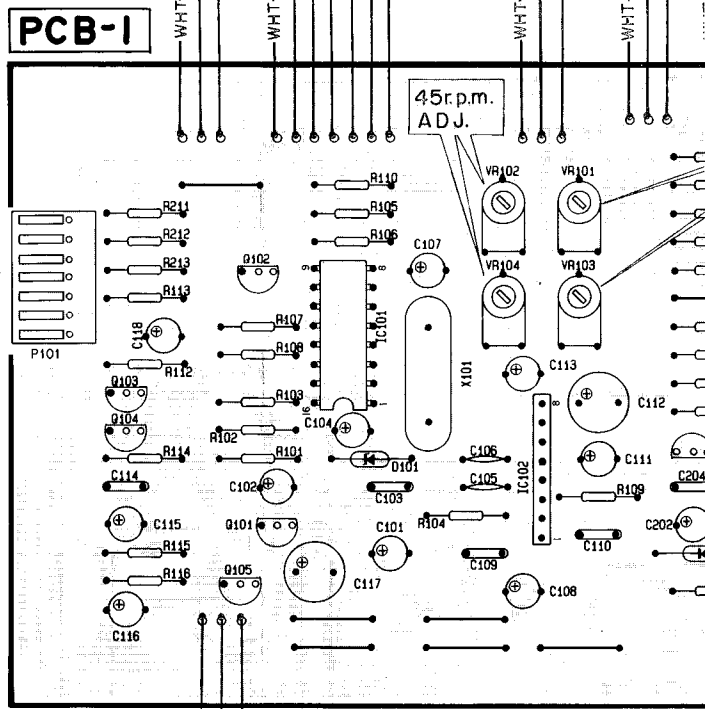 PCB-1
WHT-
WHT-
WHT-
WHT-
45r.p.m.
ADJ.
R110
VR102
VR101
R211
R105
R212
Q102
R106
C107
R213
9
8
VR104
VR103
R113
IC101
R107
C118
R108
P101
R112
X101
C113
Q103
R103
16
1
8
C112
Q104
R102
C104
R114
R101
D101
C106
C111
C114
C102
C103
C105
IC102
C204
R109
C115
Q101
R104
C202
C101
C110
1
R115
C109
R116
Q105
C117
C108
C116